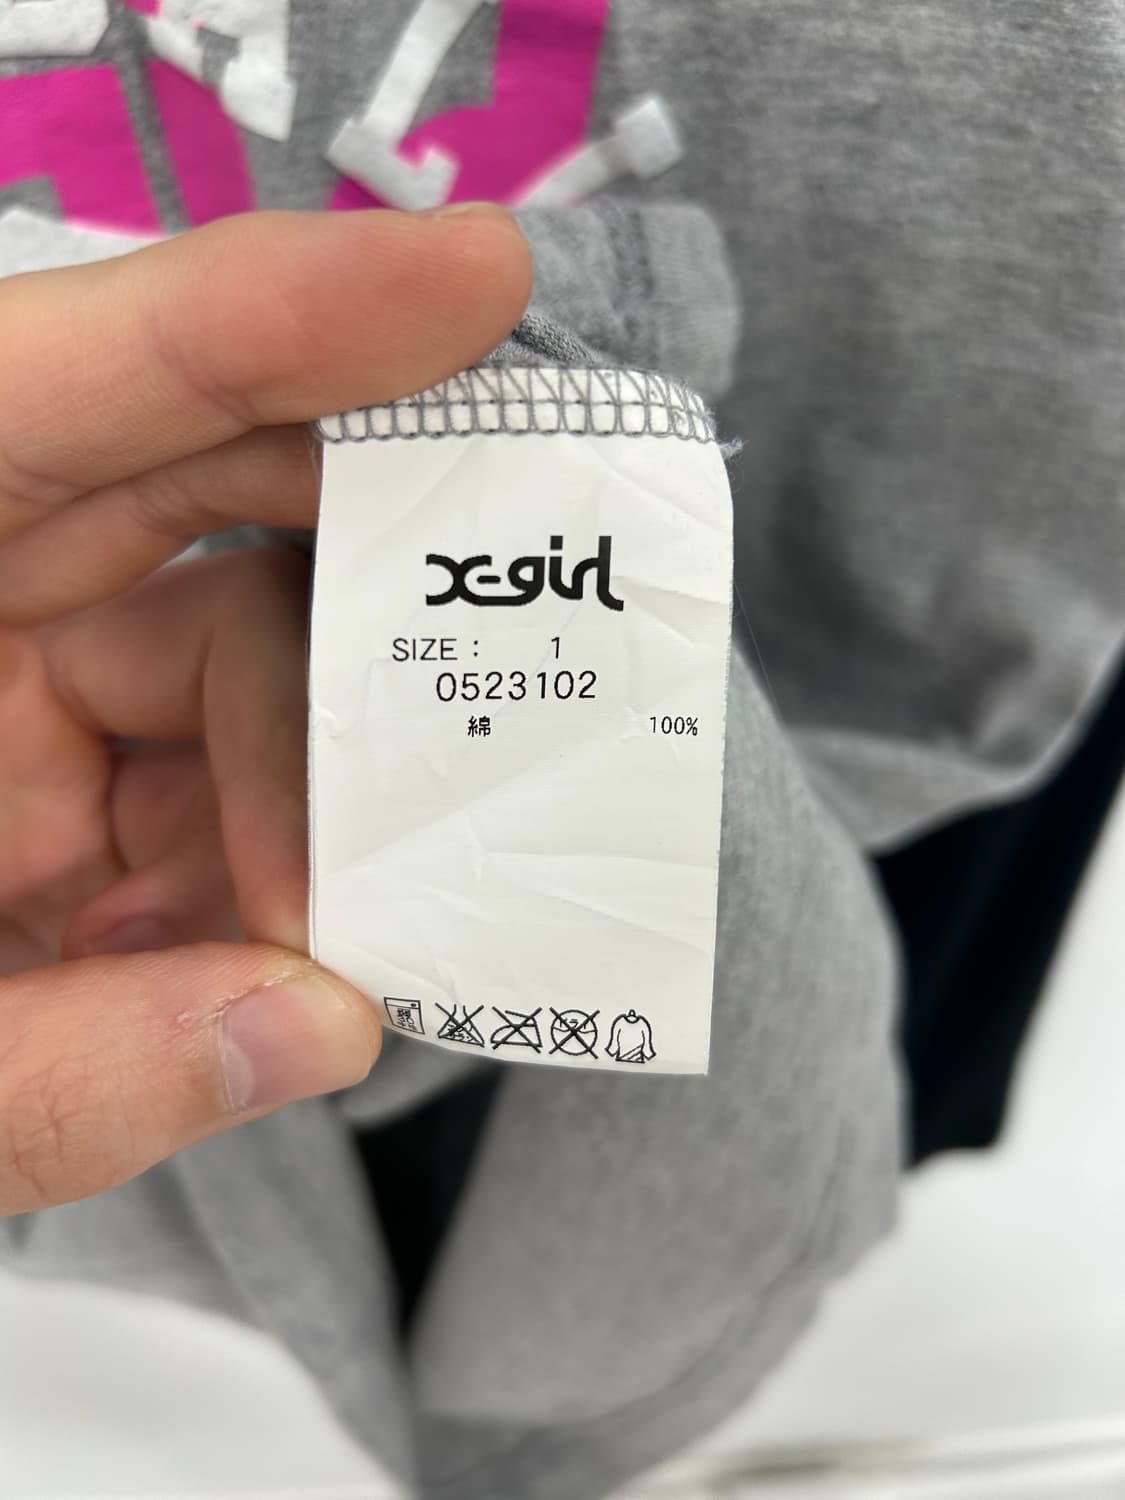 X-girl
SIZE : 1
0523102
綿 100%